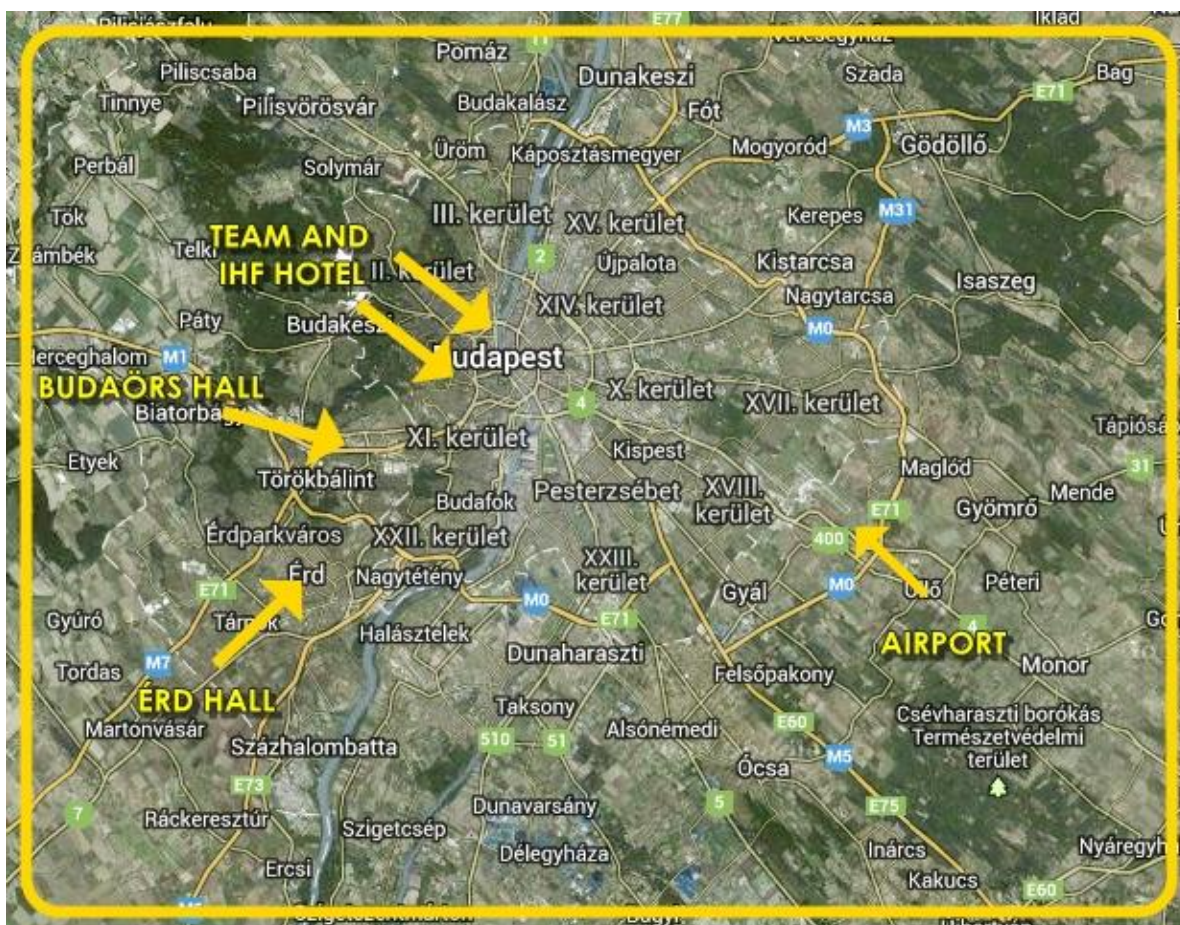 E77
Iklad
11
Pomáz
Dunakeszi
Szada
Bag
Piliscsaba
Tinnye
Pilisvörösvár
Budakalász
Fót
E71
M3
Perbál
Solymár
Üröm
Káposztásmegyer
Mogyoród
Gödöllő
Tök
III. kerület
XV. kerület
Kerepes
M31
Telki
TEAM AND
IHF HOTEL
II. kerület
2
Újpalota
Kistarcsa
Isaszeg
XIV. kerület
Nagytarcsa
Páty
Budakeszi
M0
Herceghalom
M1
Budapest
BUDAÖRS HALL
X. kerület
XVII. kerület
4
Biatorbágy
XI. kerület
Kispest
Etyek
Törökbálint
Maglód
31
Budafok
Pesterzsébet
XVIII.
kerület
Mende
Gyömrő
E71
Érdparkváros
XXII. kerület
400
Érd
Nagytétény
XXIII.
kerület
Gyál
M0
Üllő
Péteri
E71
M0
E71
Gyúró
Tárnok
Halásztelek
4
AIRPORT
Dunaharaszti
Monor
M7
Tordas
Felsőpakony
ÉRD HALL
Taksony
Martonvásár
Százhalombatta
510
51
Alsónémedi
E60
Csévharaszti borókás
Természetvédelmi
terület
M5
Ócsa
E73
7
Ráckeresztúr
Szigetcsép
Dunavarsány
5
E75
Délegyháza
Inárcs
Ercsi
Kakucs
E60